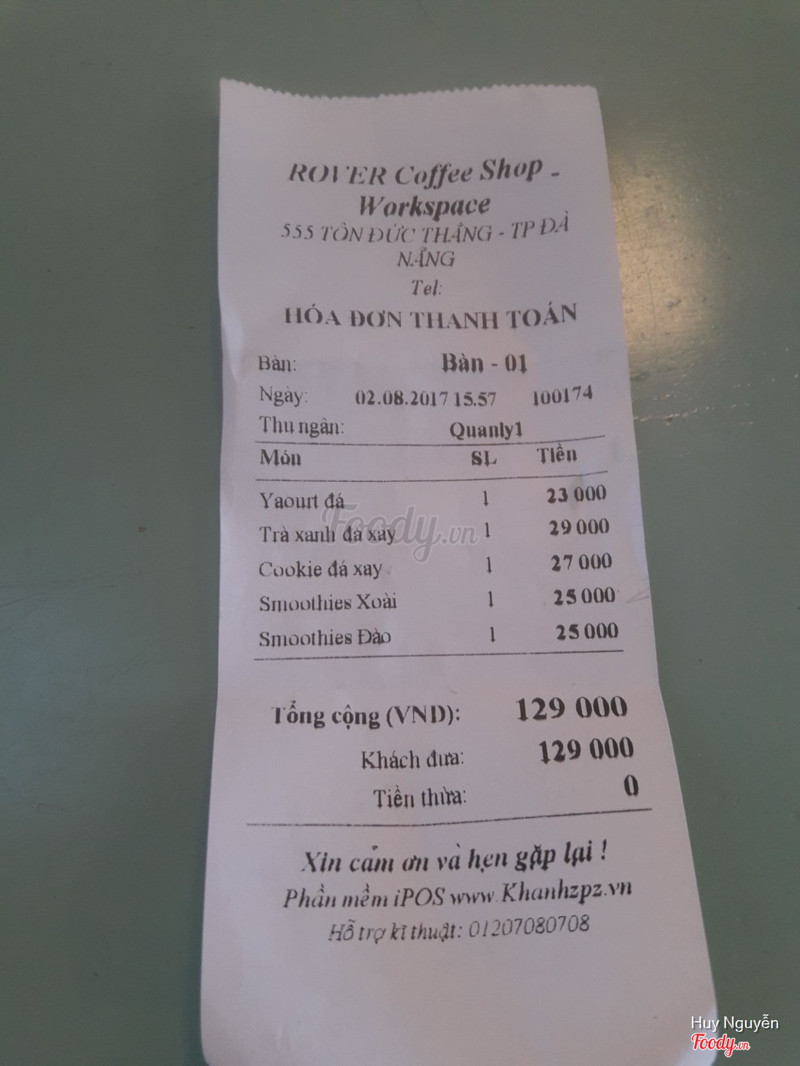 ROVER Coffee Shop -
Workspace
555 TÔN ĐỨC THẮNG - TP ĐÀ
NẴNG
Tel:
HÓA ĐƠN THANH TOÁN
Bàn: Bàn - 01
Ngày: 02.08.2017 15.57 100174
Thu ngân: Quanly1
Món SL Tiền
Yaourt đá 1 23 000
Trà xanh đá xay 1 29 000
Cookie đá xay 1 27 000
Smoothies Xoài 1 25 000
Smoothies Đào 1 25 000
Foody.vn
Tổng cộng (VND): 129 000
Khách đưa: 129 000
Tiền thừa: 0
Xin cảm ơn và hẹn gặp lại !
Phần mềm iPOS www.Khanhzpz.vn
Hỗ trợ kĩ thuật: 01207080708
Huy Nguyễn
Foody.vn